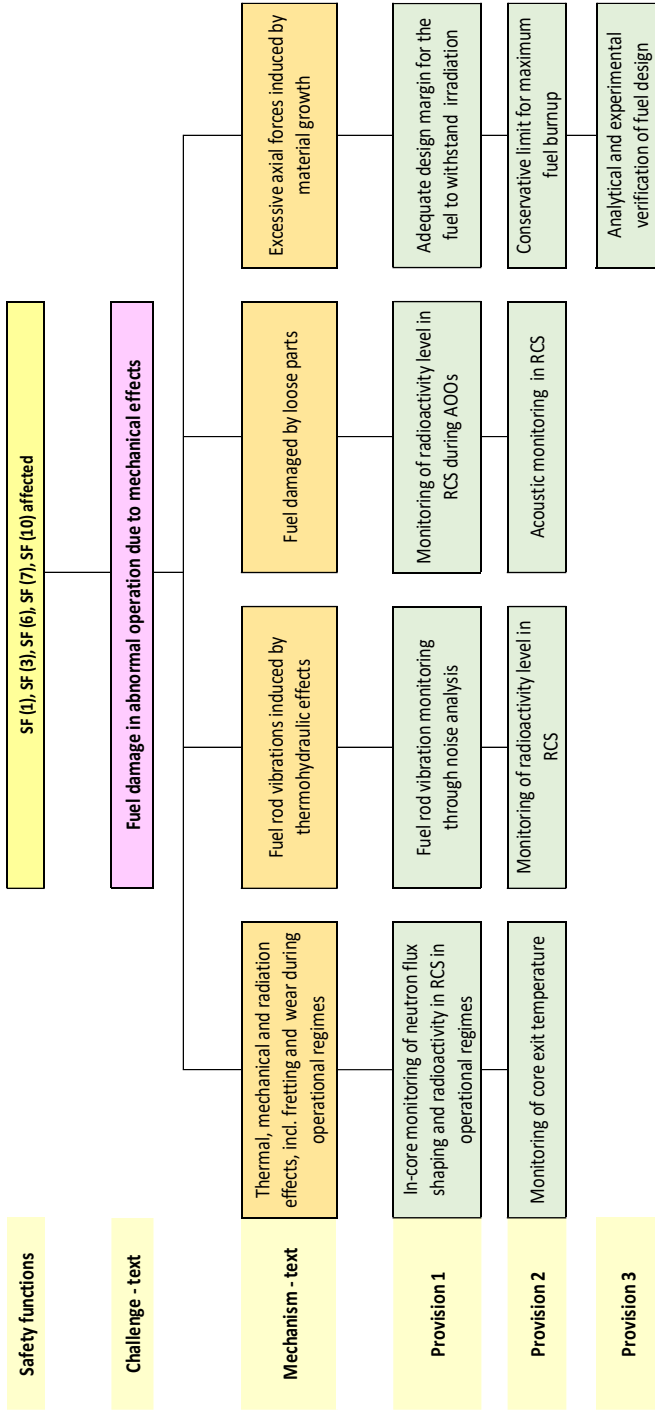 Safety functions
SF (1), SF (3), SF (6), SF (7), SF (10) affected
Challenge - text
Fuel damage in abnormal operation due to mechanical effects
Mechanism - text
Thermal, mechanical and radiation
effects, incl. fretting and wear during
operational regimes
Fuel rod vibrations induced by
thermohydraulic effects
Fuel damaged by loose parts
Excessive axial forces induced by
material growth
Provision 1
In-core monitoring of neutron flux
shaping and radioactivity in RCS in
operational regimes
Fuel rod vibration monitoring
through noise analysis
Monitoring of radioactivity level in
RCS during AOOs
Adequate design margin for the
fuel to withstand irradiation
Provision 2
Monitoring of core exit temperature
Monitoring of radioactivity level in
RCS
Acoustic monitoring in RCS
Conservative limit for maximum
fuel burnup
Provision 3
Analytical and experimental
verification of fuel design